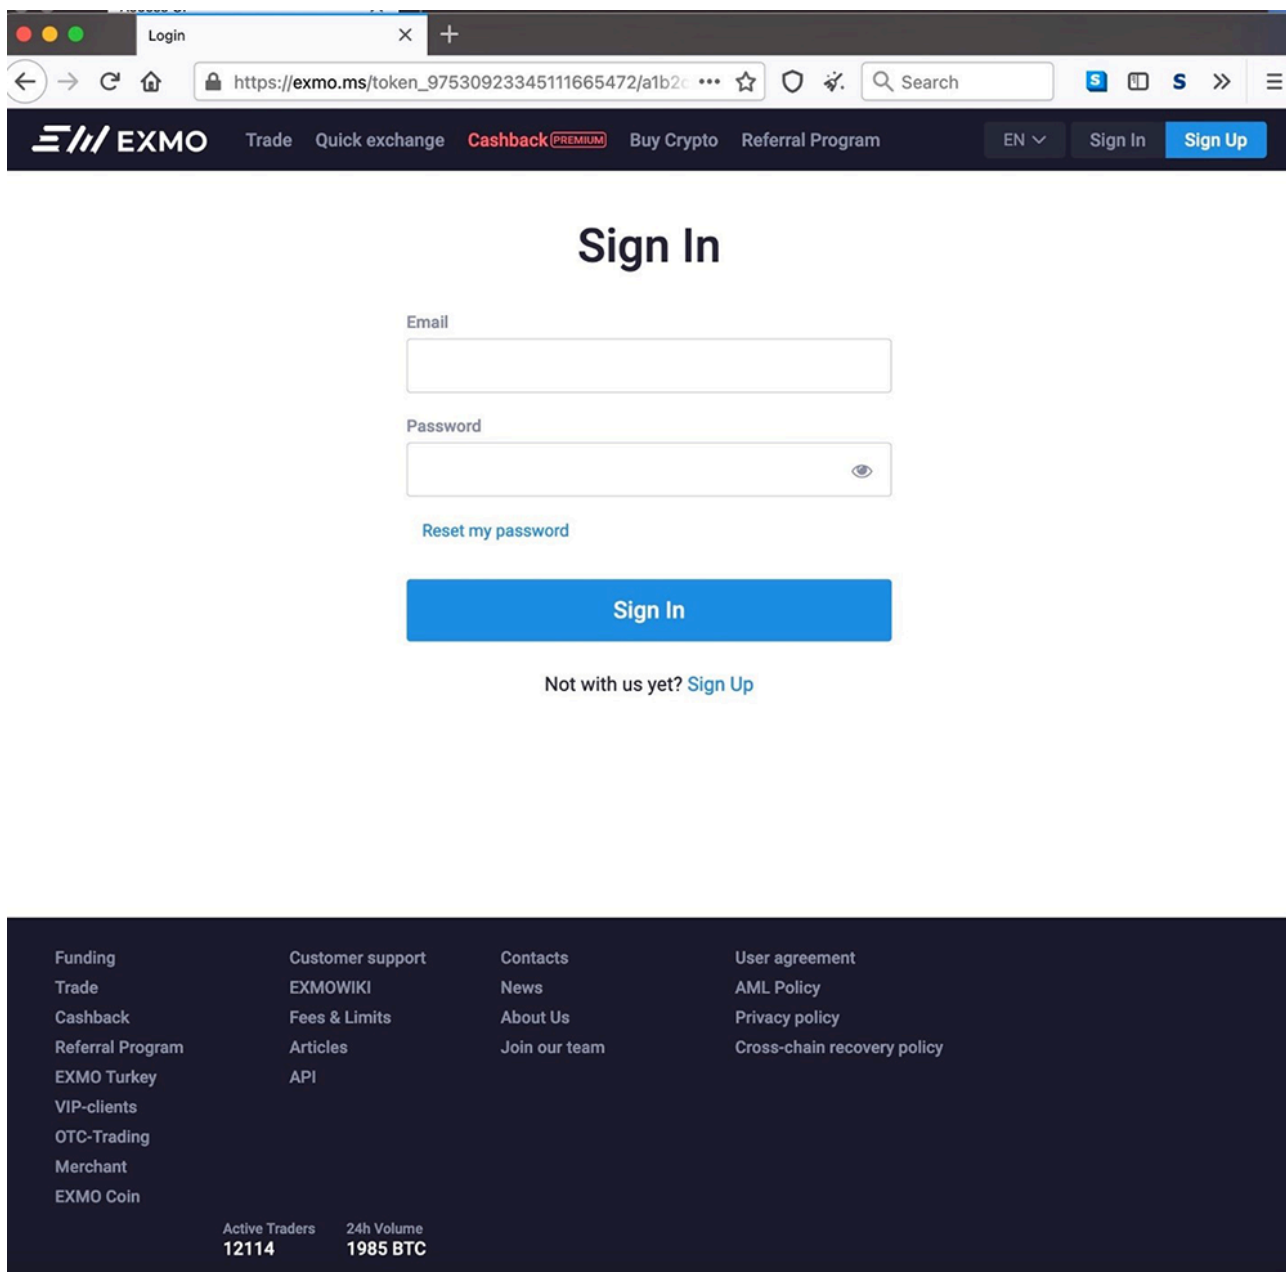 Login
https://exmo.ms/token_97530923345111665472/a1b2c
Search
EXMO Trade Quick exchange Cashback PREMIUM Buy Crypto Referral Program EN Sign In Sign Up
Sign In
Email
Password
Reset my password
Sign In
Not with us yet? Sign Up
Funding
Trade
Cashback
Referral Program
EXMO Turkey
VIP-clients
OTC-Trading
Merchant
EXMO Coin
Customer support
EXMOWIKI
Fees & Limits
Articles
API
Contacts
News
About Us
Join our team
User agreement
AML Policy
Privacy policy
Cross-chain recovery policy
Active Traders
12114
24h Volume
1985 BTC